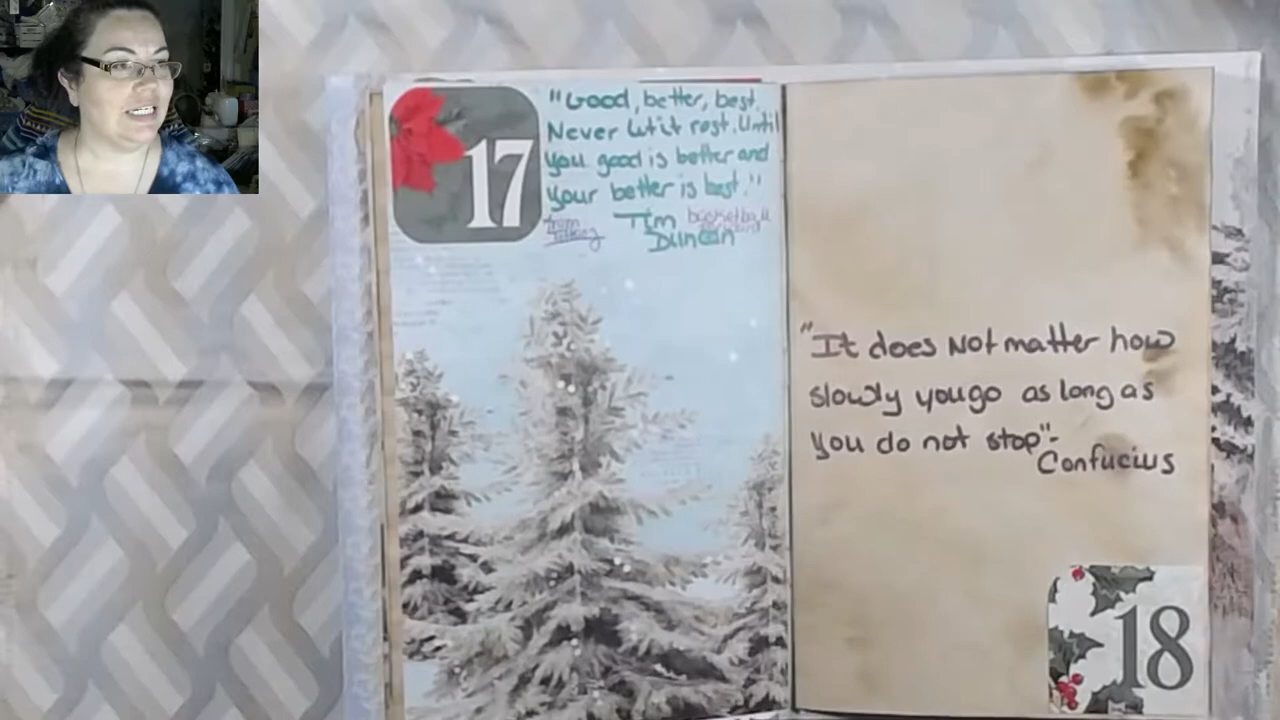 17
"Good, better, best.
Never let it rest. Until
you good is better and
your better is best."
Tim basketball
Duncan
"It does Not matter how
slowly you go as long as
you do not stop"-
Confucius
18